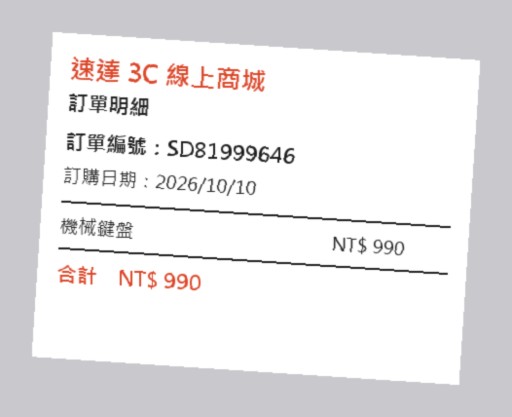 速達 3C 線上商城
訂單明細
訂單編號：SD81999646
訂購日期：2026/10/10
機械鍵盤 NT$ 990
合計 NT$ 990